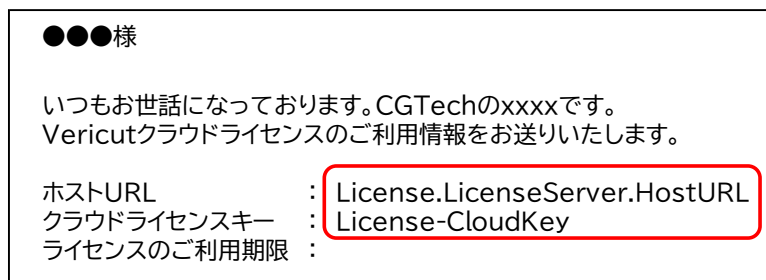 ●●●様
いつもお世話になっております。CGTechのxxxxです。
Vericutクラウドライセンスのご利用情報をお送りいたします。
ホストURL ： License.LicenseServer.HostURL
クラウドライセンスキー ： License-CloudKey
ライセンスのご利用期限 ：